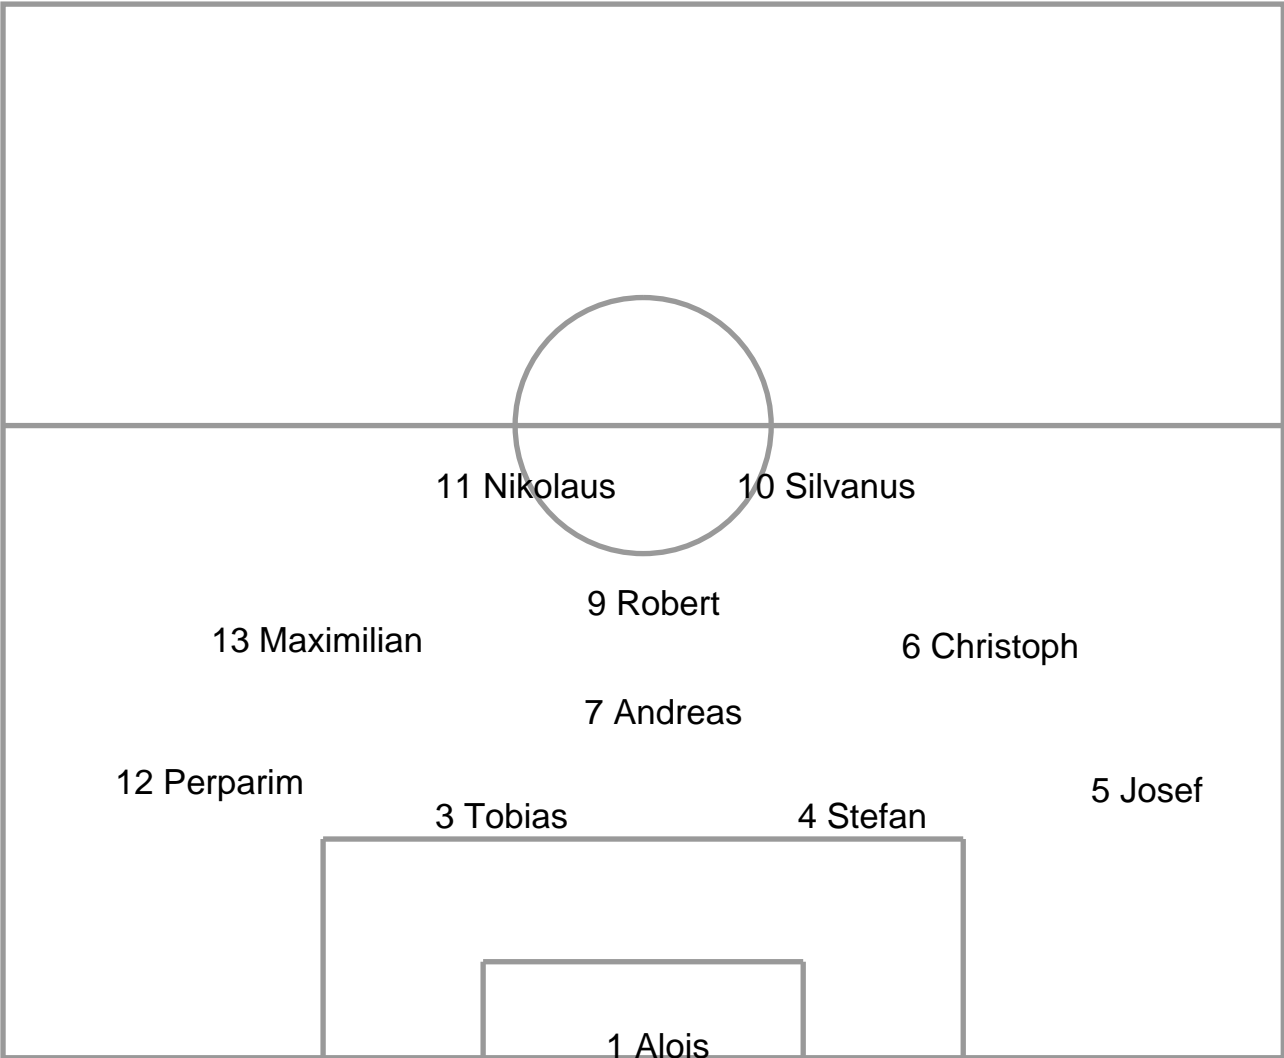 11 Nikolaus
10 Silvanus
9 Robert
13 Maximilian
6 Christoph
7 Andreas
12 Perparim
5 Josef
3 Tobias
4 Stefan
1 Alois